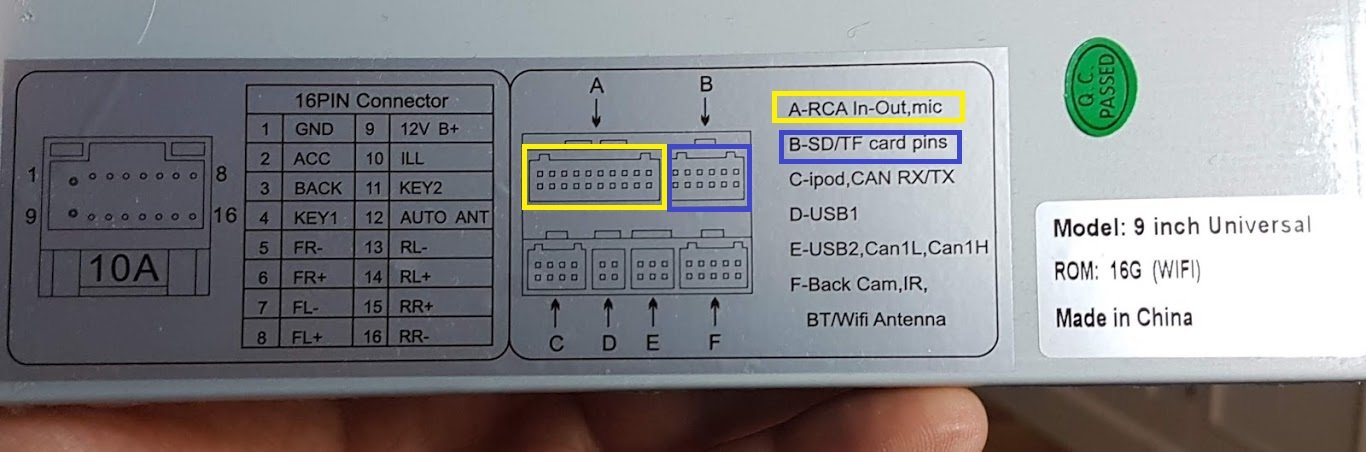 16PIN Connector
1 GND 9 12V B+
2 ACC 10 ILL
3 BACK 11 KEY2
4 KEY1 12 AUTO ANT
5 FR- 13 RL-
6 FR+ 14 RL+
7 FL- 15 RR+
8 FL+ 16 RR-
1 8
9 16
10A
A B
C D E F
A-RCA In-Out,mic
B-SD/TF card pins
C-ipod,CAN RX/TX
D-USB1
E-USB2,Can1L,Can1H
F-Back Cam,IR,
BT/Wifi Antenna
Q.C.
PASSED
Model: 9 inch Universal
ROM: 16G (WIFI)
Made in China